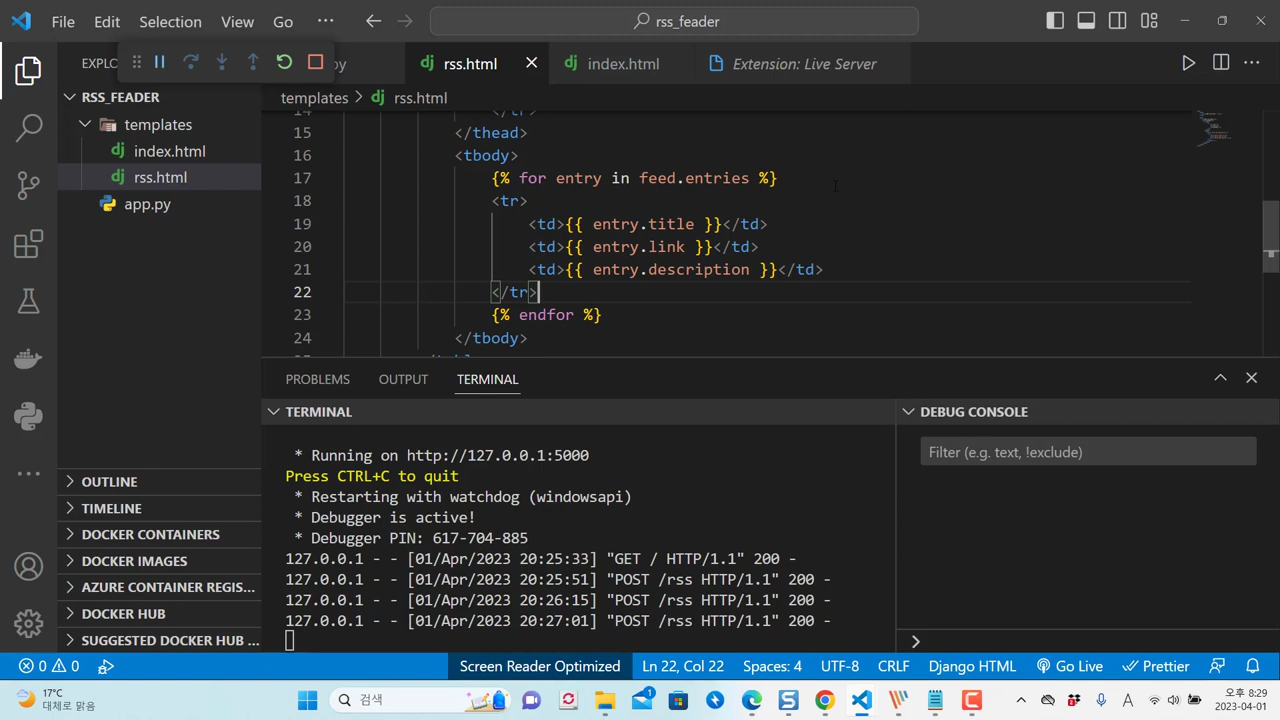 File Edit Selection View Go ··· rss_feader
EXPLO
py rss.html index.html Extension: Live Server
RSS_FEADER
templates
index.html
rss.html
app.py
OUTLINE
TIMELINE
DOCKER CONTAINERS
DOCKER IMAGES
AZURE CONTAINER REGIS...
DOCKER HUB
SUGGESTED DOCKER HUB ...
templates > rss.html
14 </tr>
15 </thead>
16 <tbody>
17 {% for entry in feed.entries %}
18 <tr>
19 <td>{{ entry.title }}</td>
20 <td>{{ entry.link }}</td>
21 <td>{{ entry.description }}</td>
22 </tr>
23 {% endfor %}
24 </tbody>
PROBLEMS OUTPUT TERMINAL
TERMINAL
* Running on http://127.0.0.1:5000
Press CTRL+C to quit
* Restarting with watchdog (windowsapi)
* Debugger is active!
* Debugger PIN: 617-704-885
127.0.0.1 - - [01/Apr/2023 20:25:33] "GET / HTTP/1.1" 200 -
127.0.0.1 - - [01/Apr/2023 20:25:51] "POST /rss HTTP/1.1" 200 -
127.0.0.1 - - [01/Apr/2023 20:26:15] "POST /rss HTTP/1.1" 200 -
127.0.0.1 - - [01/Apr/2023 20:27:01] "POST /rss HTTP/1.1" 200 -
DEBUG CONSOLE
Filter (e.g. text, !exclude)
0 0 Screen Reader Optimized Ln 22, Col 22 Spaces: 4 UTF-8 CRLF Django HTML Go Live Prettier
17°C
대체로 맑음
검색
1
A
오후 8:29
2023-04-01